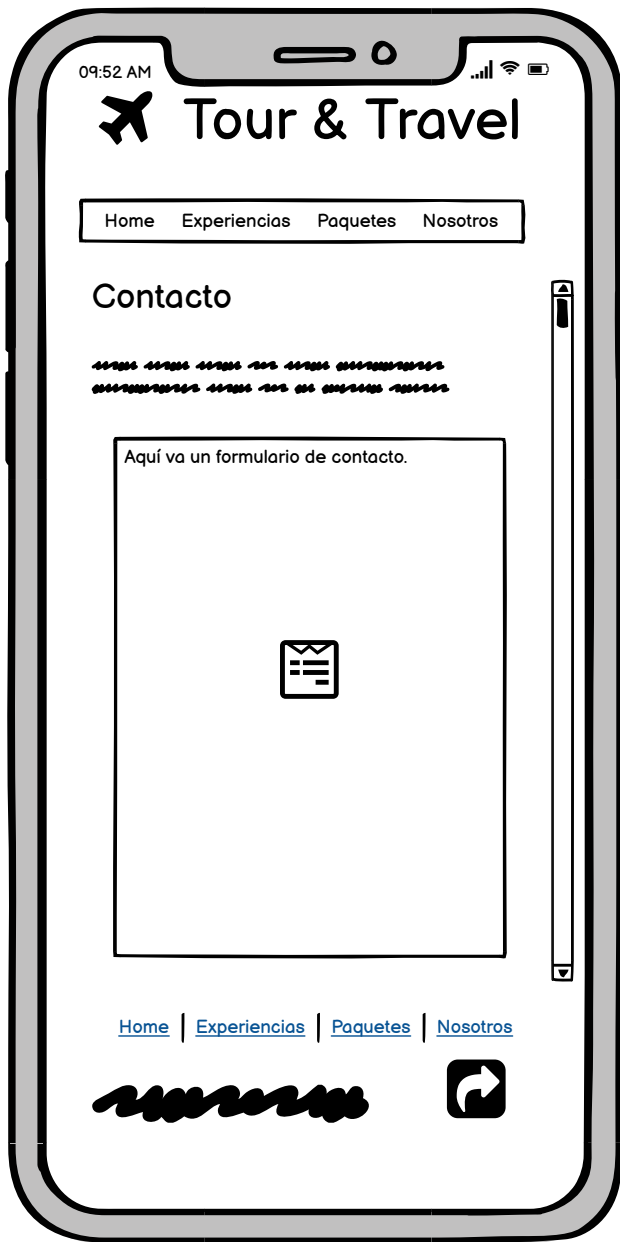 09:52 AM
Tour & Travel
Home Experiencias Paquetes Nosotros
Contacto
Aquí va un formulario de contacto.
Home Experiencias Paquetes Nosotros